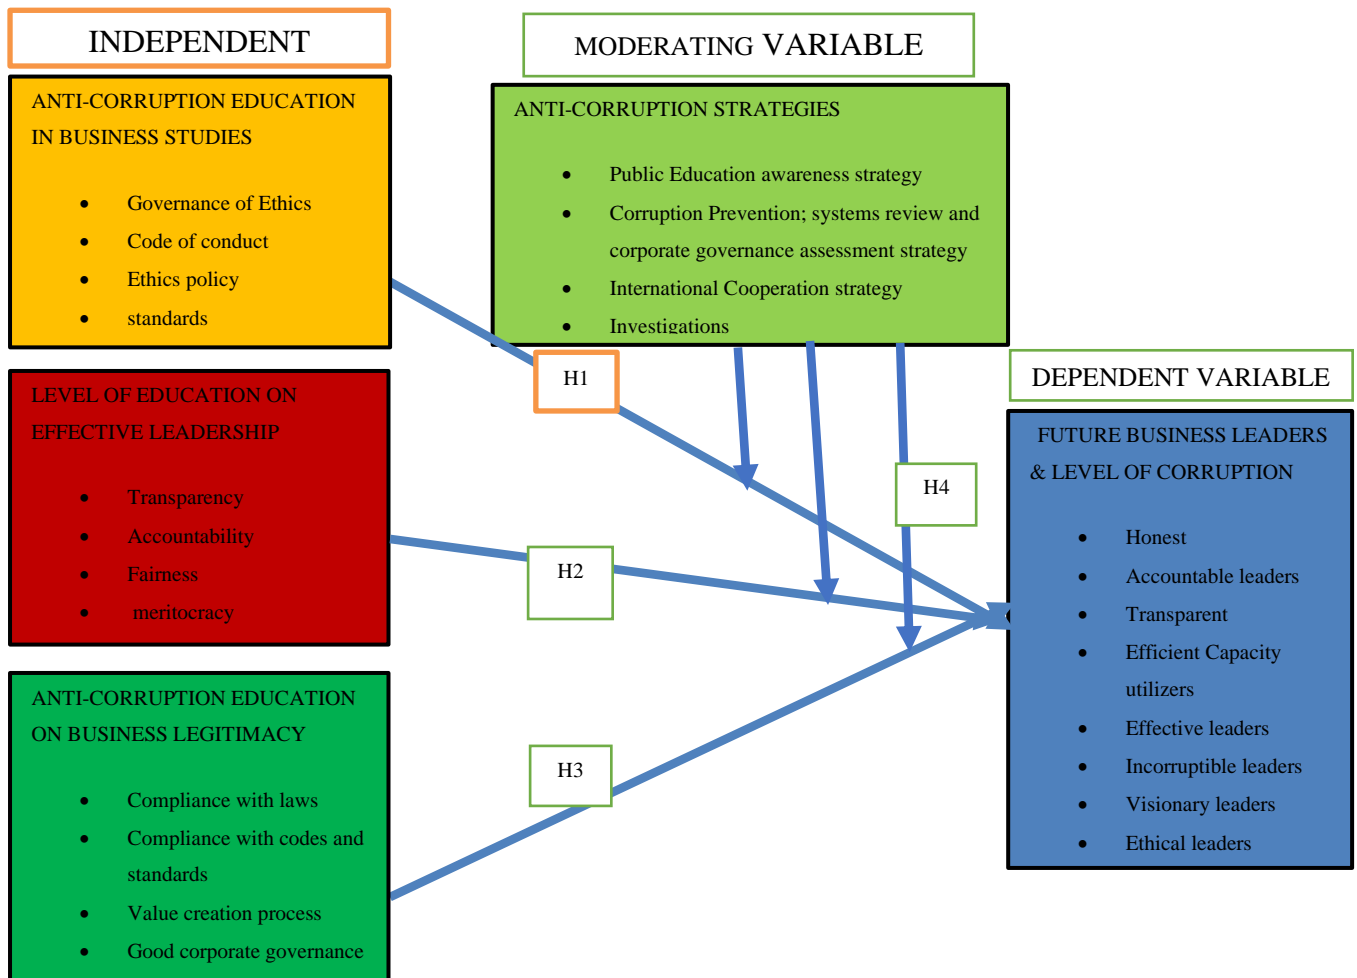 INDEPENDENT
ANTI-CORRUPTION EDUCATION
IN BUSINESS STUDIES
• Governance of Ethics
• Code of conduct
• Ethics policy
• standards
LEVEL OF EDUCATION ON
EFFECTIVE LEADERSHIP
• Transparency
• Accountability
• Fairness
• meritocracy
ANTI-CORRUPTION EDUCATION
ON BUSINESS LEGITIMACY
• Compliance with laws
• Compliance with codes and
standards
• Value creation process
• Good corporate governance
MODERATING VARIABLE
ANTI-CORRUPTION STRATEGIES
• Public Education awareness strategy
• Corruption Prevention; systems review and
corporate governance assessment strategy
• International Cooperation strategy
• Investigations
H1
H2
H3
H4
DEPENDENT VARIABLE
FUTURE BUSINESS LEADERS
& LEVEL OF CORRUPTION
• Honest
• Accountable leaders
• Transparent
• Efficient Capacity
utilizers
• Effective leaders
• Incorruptible leaders
• Visionary leaders
• Ethical leaders